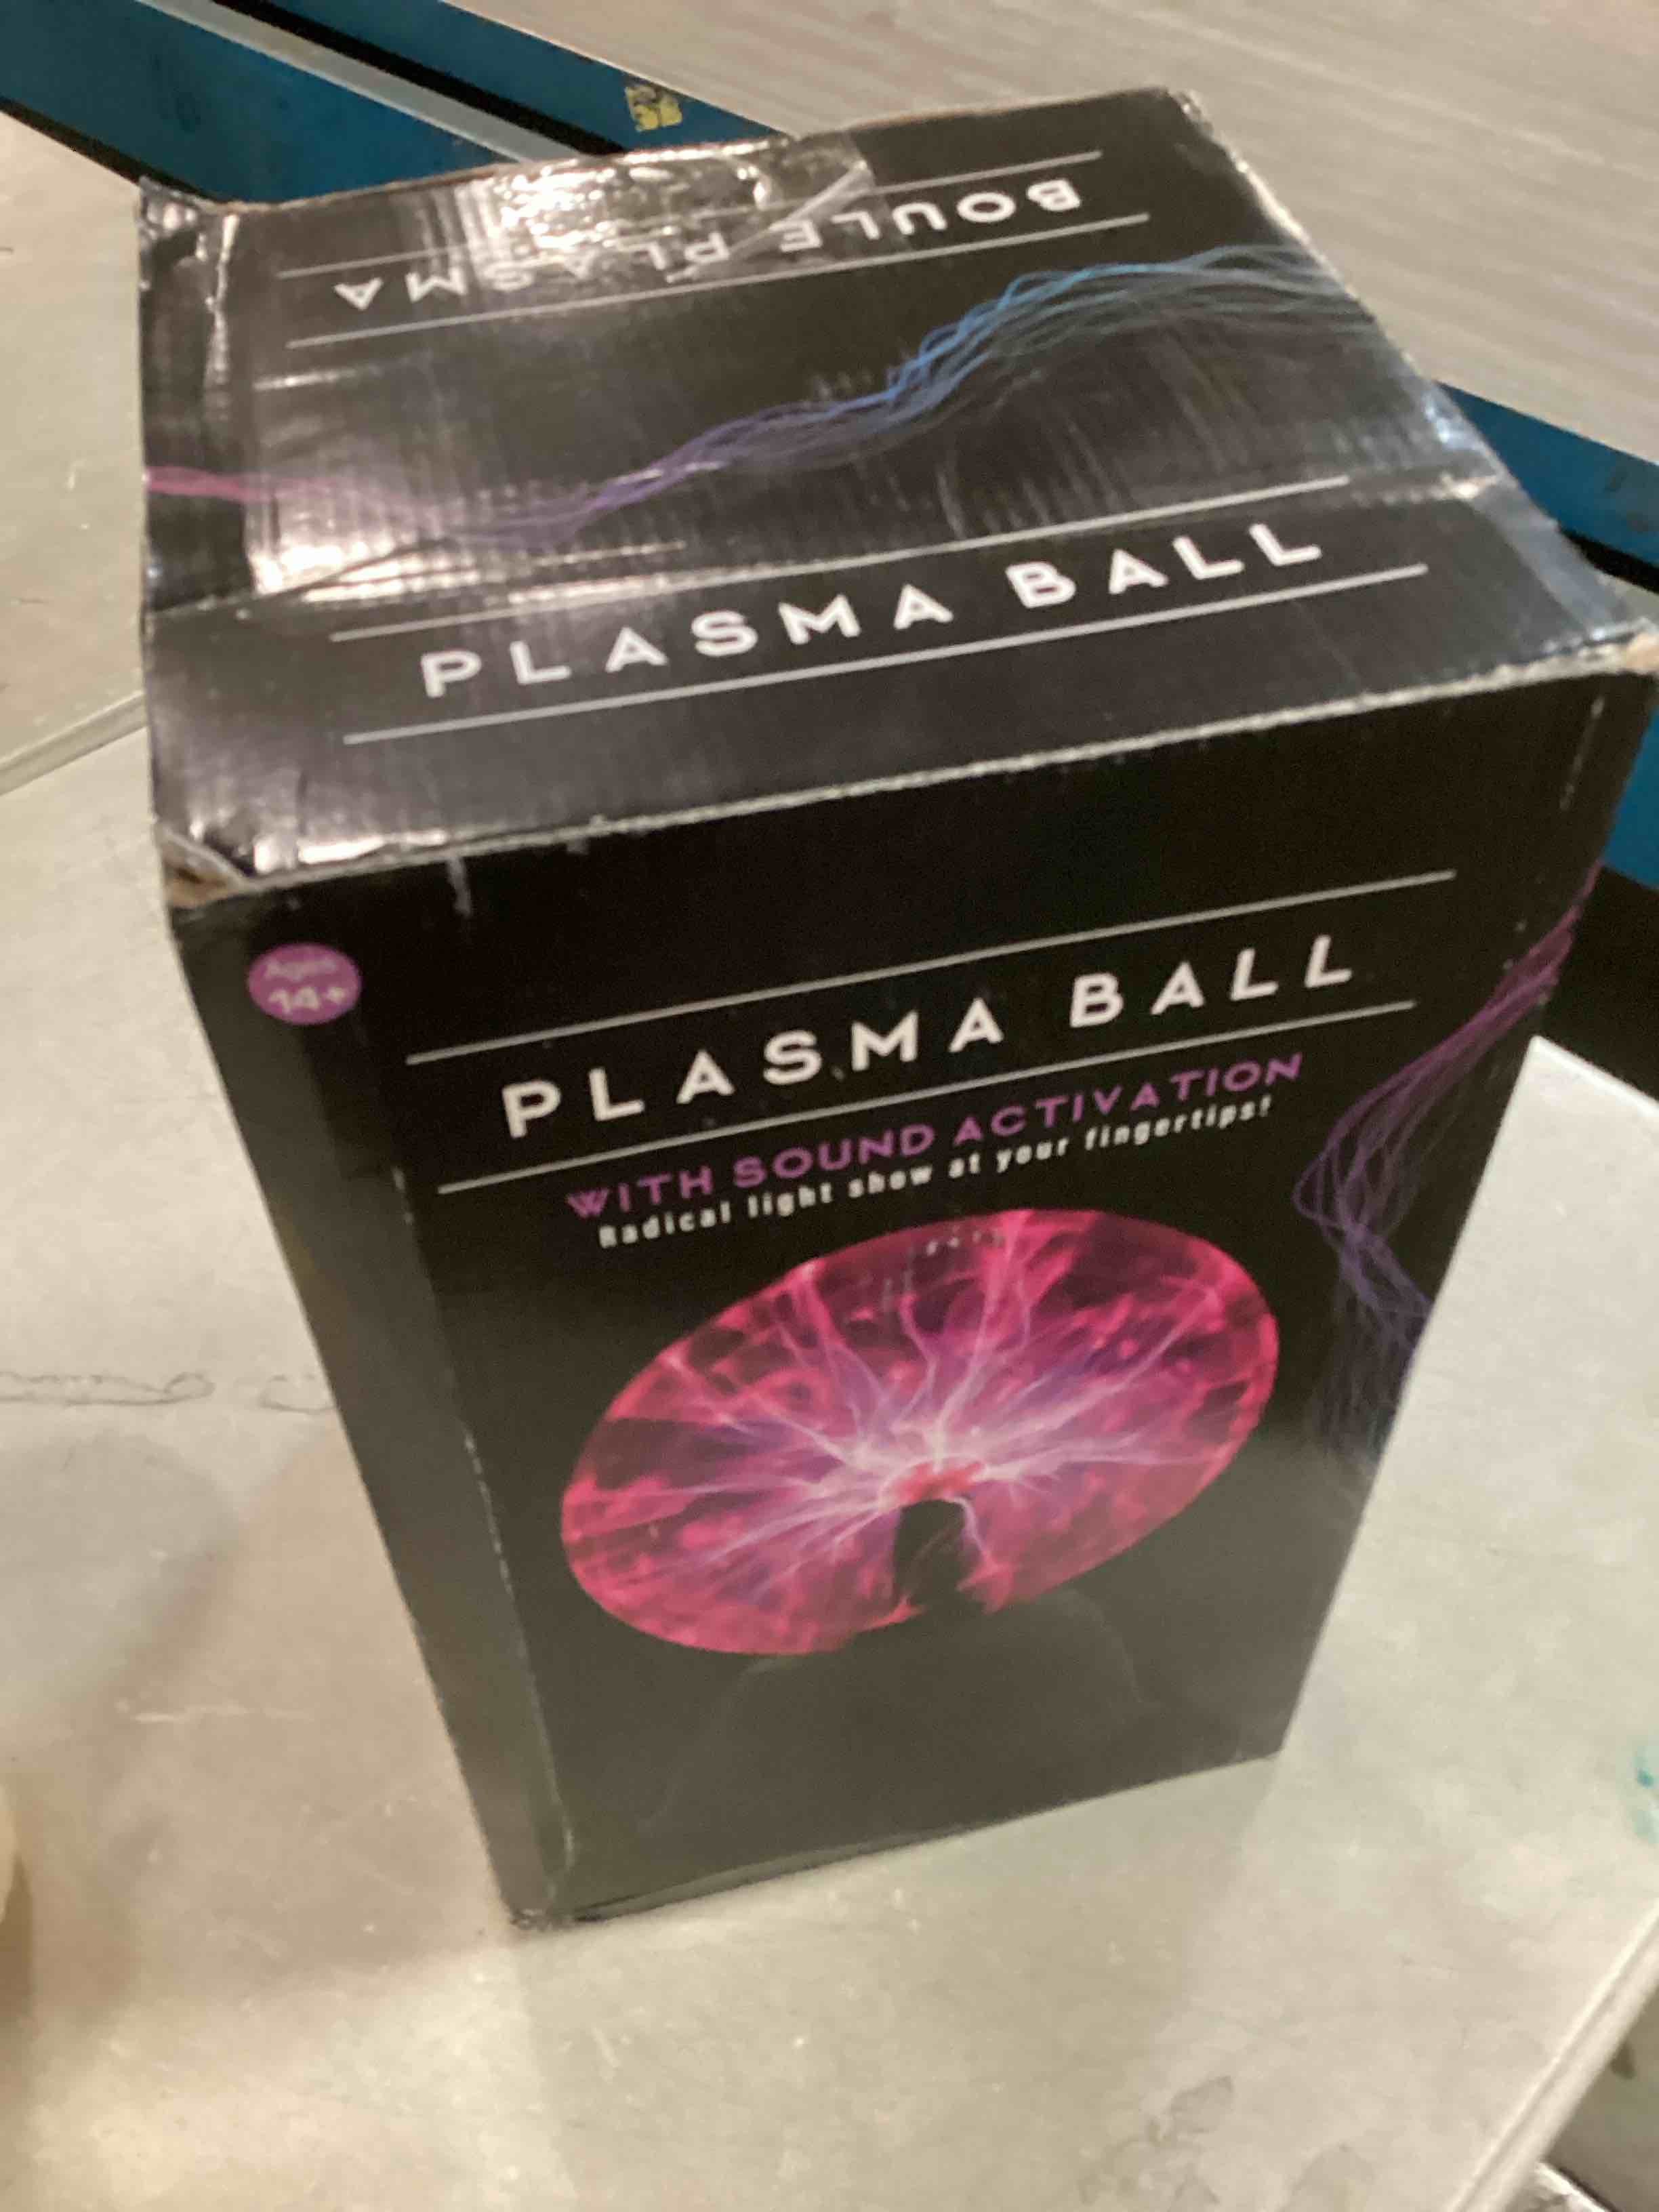 BOULE PLASMA
PLASMA BALL
Ages
14+
PLASMA BALL
WITH SOUND ACTIVATION
Radical light show at your fingertips!